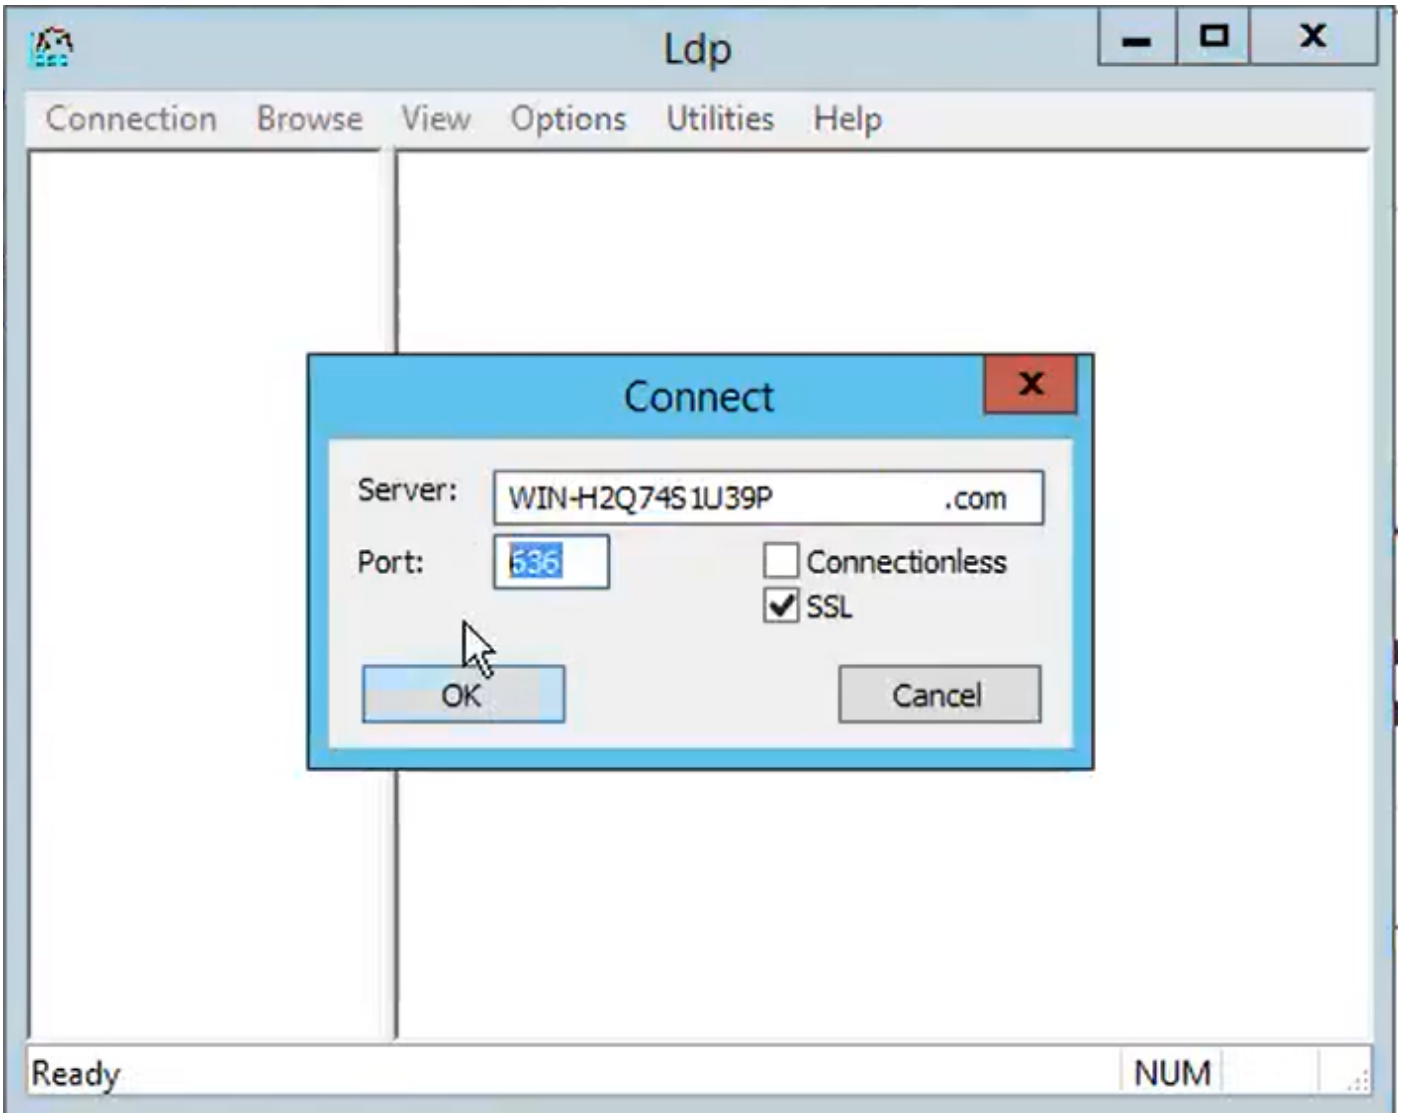 Ldp
Connection Browse View Options Utilities Help
Connect
Server: WIN-H2Q74S1U39P .com
Port: 636 Connectionless
SSL
OK Cancel
Ready NUM